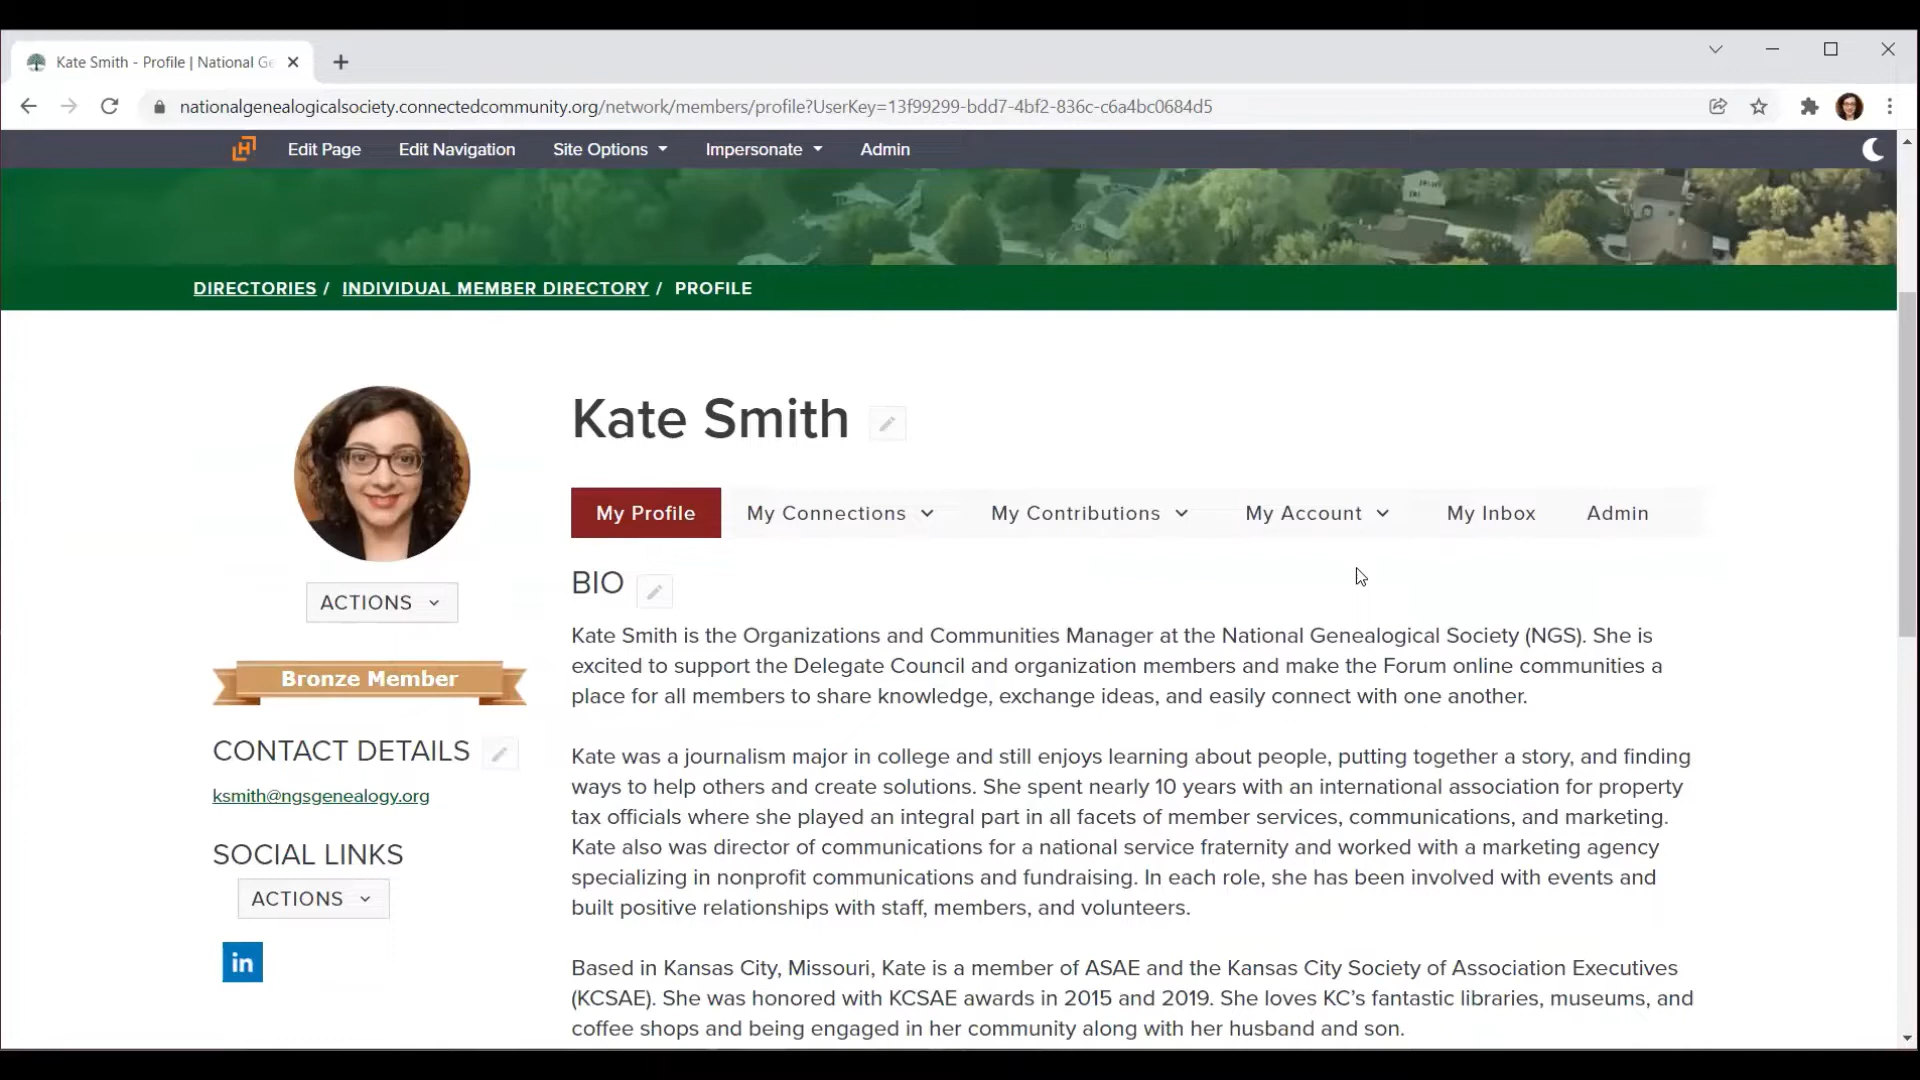 Kate Smith - Profile | National Ge
nationalgenealogicalsociety.connectedcommunity.org/network/members/profile?UserKey=13f99299-bdd7-4bf2-836c-c6a4bc0684d5
Edit Page Edit Navigation Site Options Impersonate Admin
DIRECTORIES / INDIVIDUAL MEMBER DIRECTORY / PROFILE
Kate Smith
My Profile My Connections My Contributions My Account My Inbox Admin
ACTIONS
Bronze Member
CONTACT DETAILS
ksmith@ngsgenealogy.org
SOCIAL LINKS
ACTIONS
in
BIO
Kate Smith is the Organizations and Communities Manager at the National Genealogical Society (NGS). She is
excited to support the Delegate Council and organization members and make the Forum online communities a
place for all members to share knowledge, exchange ideas, and easily connect with one another.
Kate was a journalism major in college and still enjoys learning about people, putting together a story, and finding
ways to help others and create solutions. She spent nearly 10 years with an international association for property
tax officials where she played an integral part in all facets of member services, communications, and marketing.
Kate also was director of communications for a national service fraternity and worked with a marketing agency
specializing in nonprofit communications and fundraising. In each role, she has been involved with events and
built positive relationships with staff, members, and volunteers.
Based in Kansas City, Missouri, Kate is a member of ASAE and the Kansas City Society of Association Executives
(KCSAE). She was honored with KCSAE awards in 2015 and 2019. She loves KC's fantastic libraries, museums, and
coffee shops and being engaged in her community along with her husband and son.